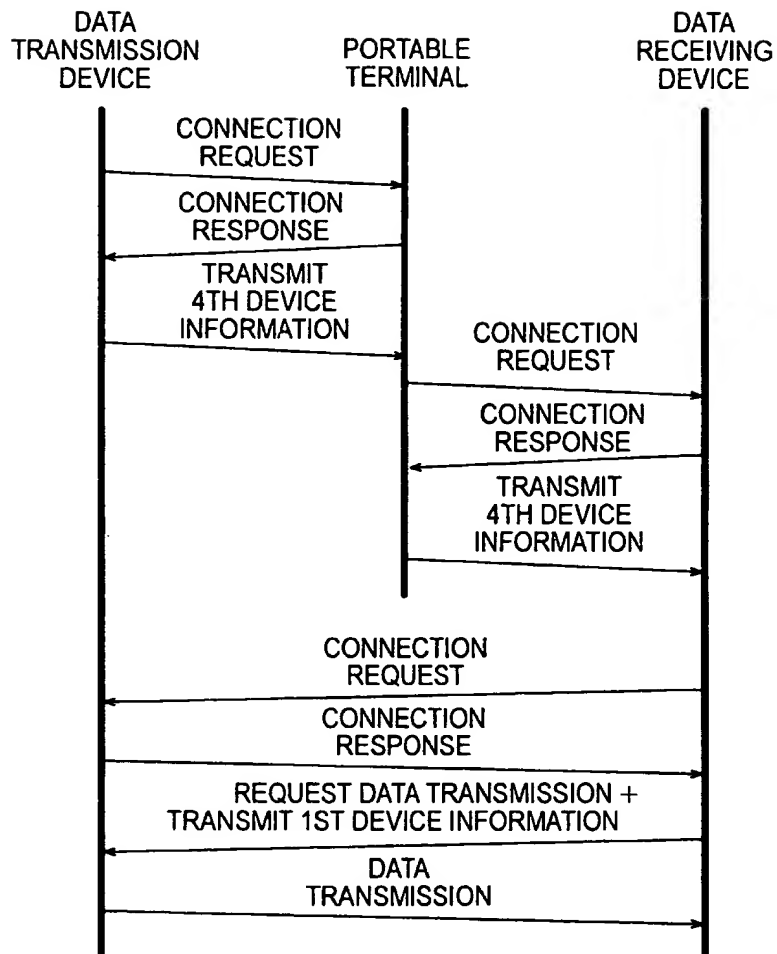 DATA
TRANSMISSION
DEVICE
PORTABLE
TERMINAL
DATA
RECEIVING
DEVICE
CONNECTION
REQUEST
CONNECTION
RESPONSE
TRANSMIT
4TH DEVICE
INFORMATION
CONNECTION
REQUEST
CONNECTION
RESPONSE
TRANSMIT
4TH DEVICE
INFORMATION
CONNECTION
REQUEST
CONNECTION
RESPONSE
REQUEST DATA TRANSMISSION +
TRANSMIT 1ST DEVICE INFORMATION
DATA
TRANSMISSION